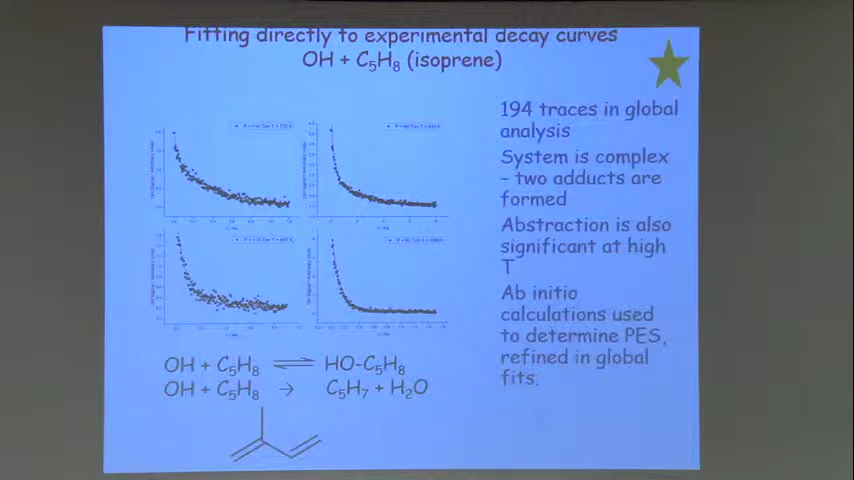 Fitting directly to experimental decay curves
OH + C₅H₈ (isoprene)
194 traces in global
analysis
System is complex
– two adducts are
formed
Abstraction is also
significant at high
T
Ab initio
calculations used
to determine PES,
refined in global
fits.
OH + C₅H₈ ⇌ HO-C₅H₈
OH + C₅H₈ → C₅H₇ + H₂O